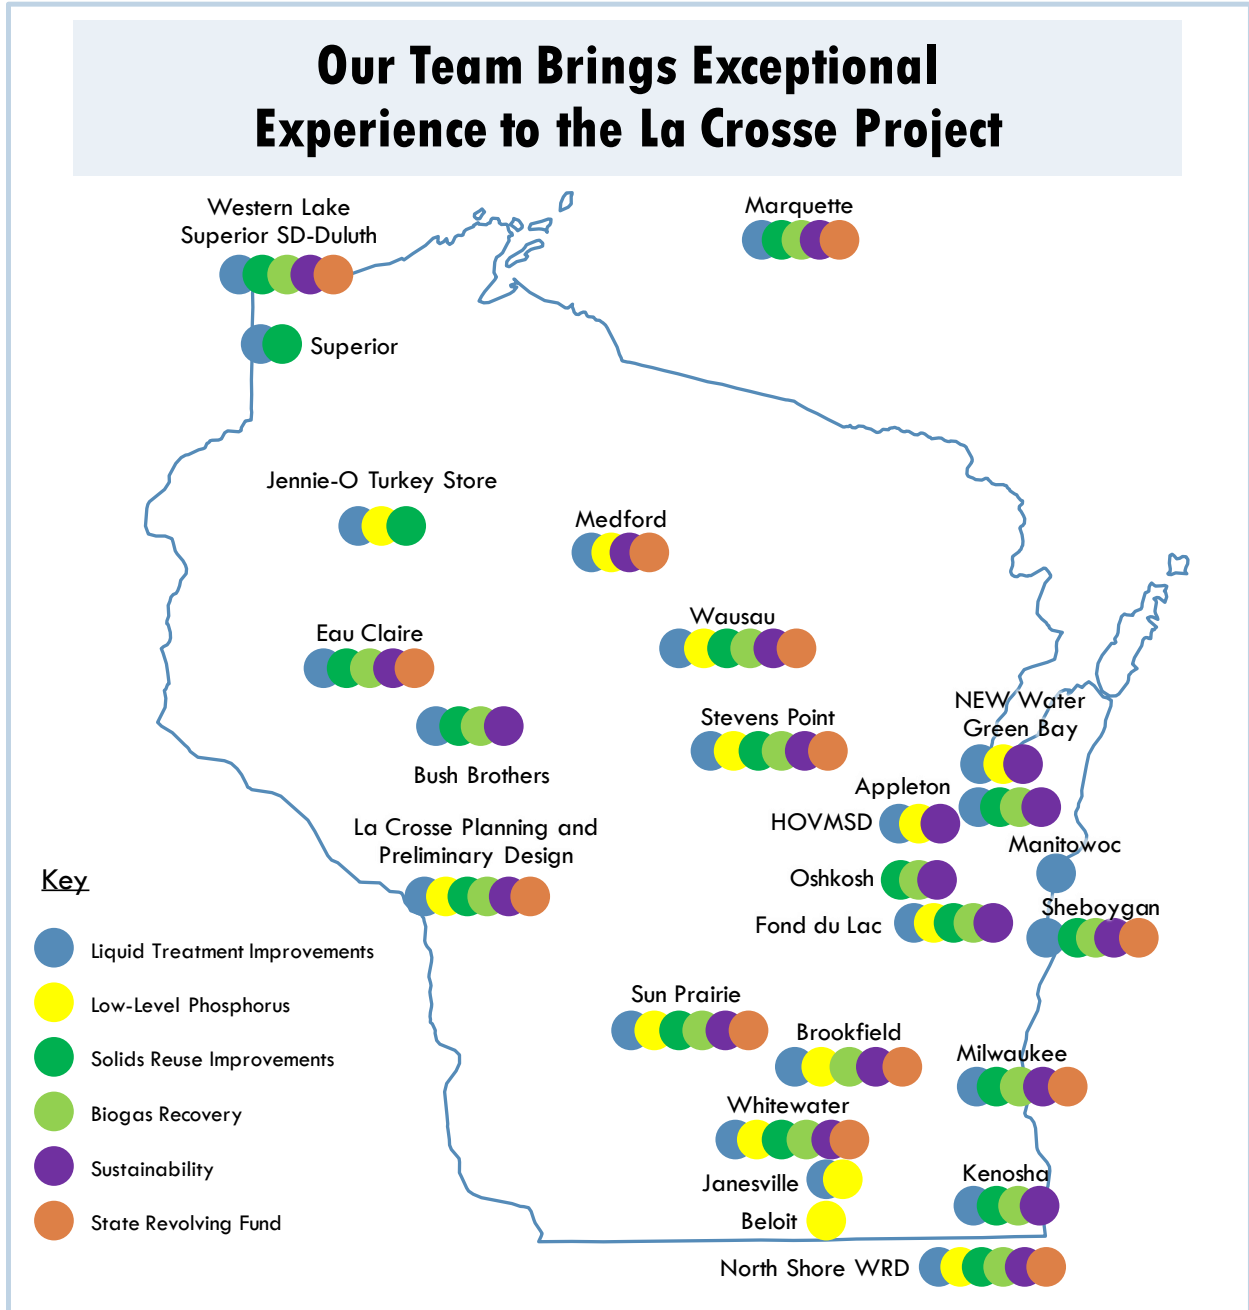 Our Team Brings Exceptional
Experience to the La Crosse Project
Western Lake
Superior SD-Duluth
Marquette
Superior
Jennie-O Turkey Store
Medford
Wausau
Eau Claire
NEW Water
Green Bay
Stevens Point
Bush Brothers
Appleton
HOVMSD
La Crosse Planning and
Preliminary Design
Manitowoc
Oshkosh
Sheboygan
Fond du Lac
Key
Liquid Treatment Improvements
Low-Level Phosphorus
Solids Reuse Improvements
Biogas Recovery
Sustainability
State Revolving Fund
Sun Prairie
Brookfield
Milwaukee
Whitewater
Janesville
Kenosha
Beloit
North Shore WRD